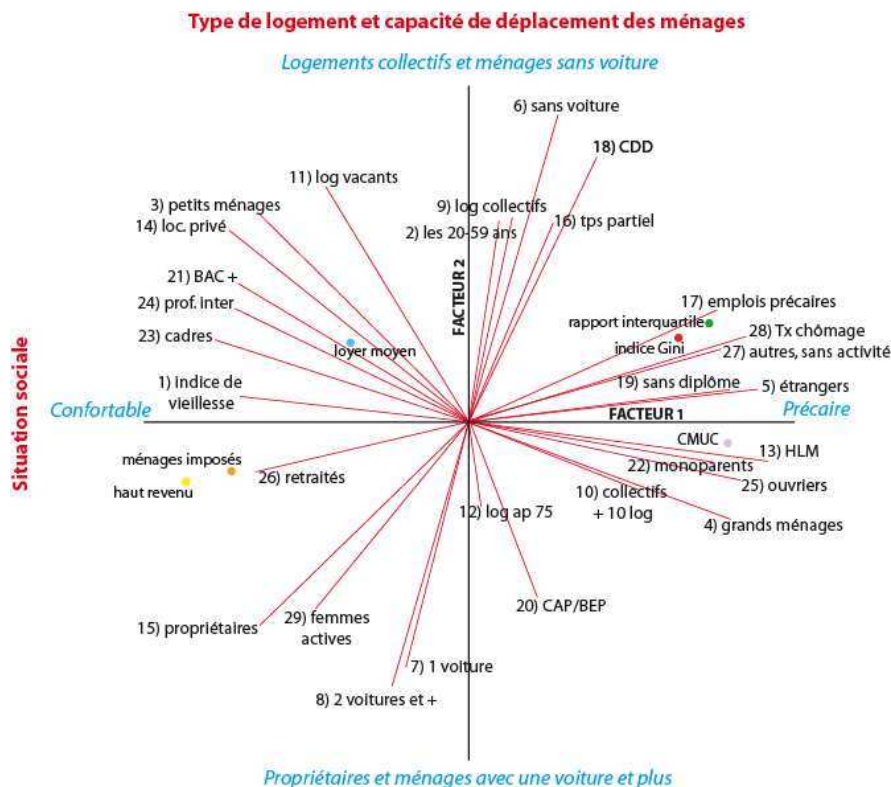 Type de logement et capacité de déplacement des ménages
Logements collectifs et ménages sans voiture
6) sans voiture
18) CDD
11) log vacants
3) petits ménages
9) log collectifs
14) loc. privé
2) les 20-59 ans
16) tps partiel
21) BAC +
FACTEUR 2
24) prof. inter
17) emplois précaires
rapport interquartile
23) cadres
28) Tx chômage
loyer moyen
indice Gini
27) autres, sans activité
1) indice de
vieillesse
19) sans diplôme
5) étrangers
Situation sociale
Confortable
FACTEUR 1
Précaire
CMUC
ménages imposés
13) HLM
22) monoparents
26) retraités
25) ouvriers
haut revenu
10) collectifs
+ 10 log
12) log ap 75
4) grands ménages
20) CAP/BEP
29) femmes
actives
15) propriétaires
7) 1 voiture
8) 2 voitures et +
Propriétaires et ménages avec une voiture et plus